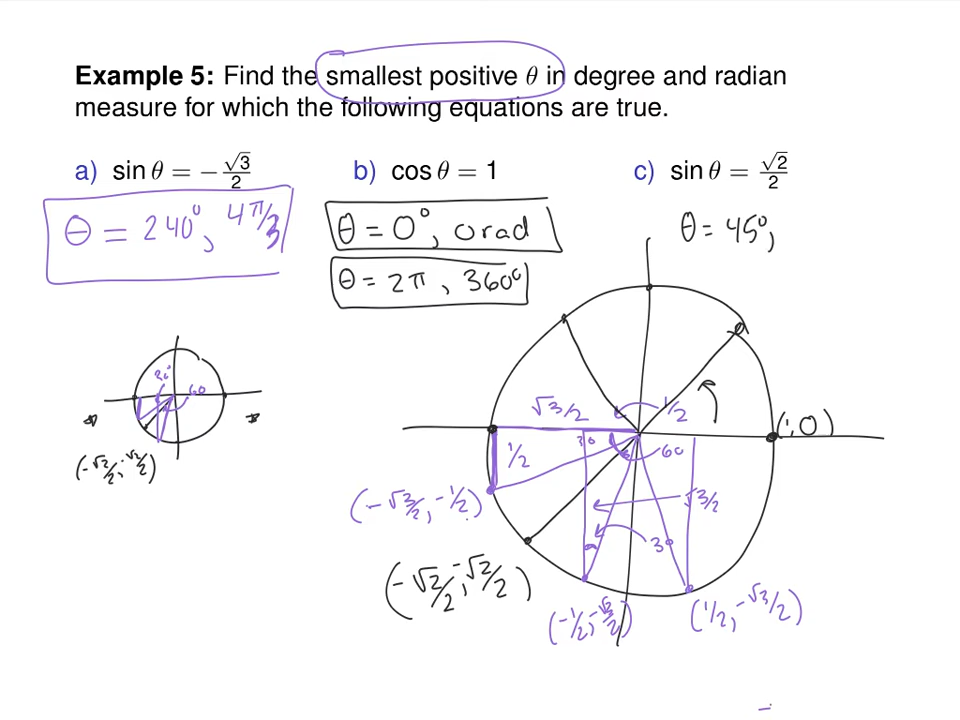 Example 5: Find the smallest positive θ in degree and radian
measure for which the following equations are true.
a) sin θ = −√3/2 b) cos θ = 1 c) sin θ = √2/2
θ = 240°, 4π/3
θ = 0°, 0 rad
θ = 2π, 360°
θ = 45°,
30° 60
(-√2/2, -√2/2)
√3/2 1/2 (1,0)
1/2 30 60
(-√3/2, -1/2) √3/2
30
(-√2/2, -√2/2)
(-1/2, -√3/2) (1/2, -√3/2)